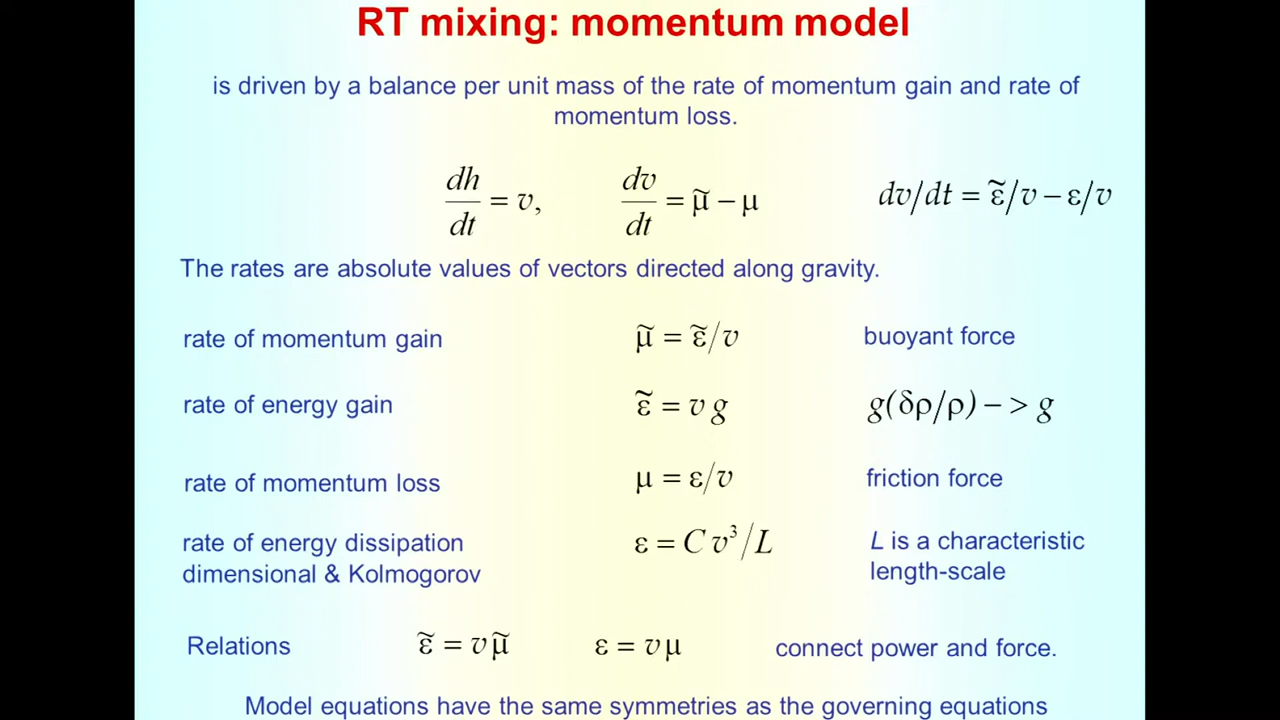 RT mixing: momentum model
is driven by a balance per unit mass of the rate of momentum gain and rate of
momentum loss.
dh/dt = v, dv/dt = μ̃ − μ dv/dt = ε̃/v − ε/v
The rates are absolute values of vectors directed along gravity.
rate of momentum gain μ̃ = ε̃/v buoyant force
rate of energy gain ε̃ = v g g(δρ/ρ) − > g
rate of momentum loss μ = ε/v friction force
rate of energy dissipation ε = C v³/L L is a characteristic
dimensional & Kolmogorov length-scale
Relations ε̃ = vμ̃ ε = vμ connect power and force.
Model equations have the same symmetries as the governing equations